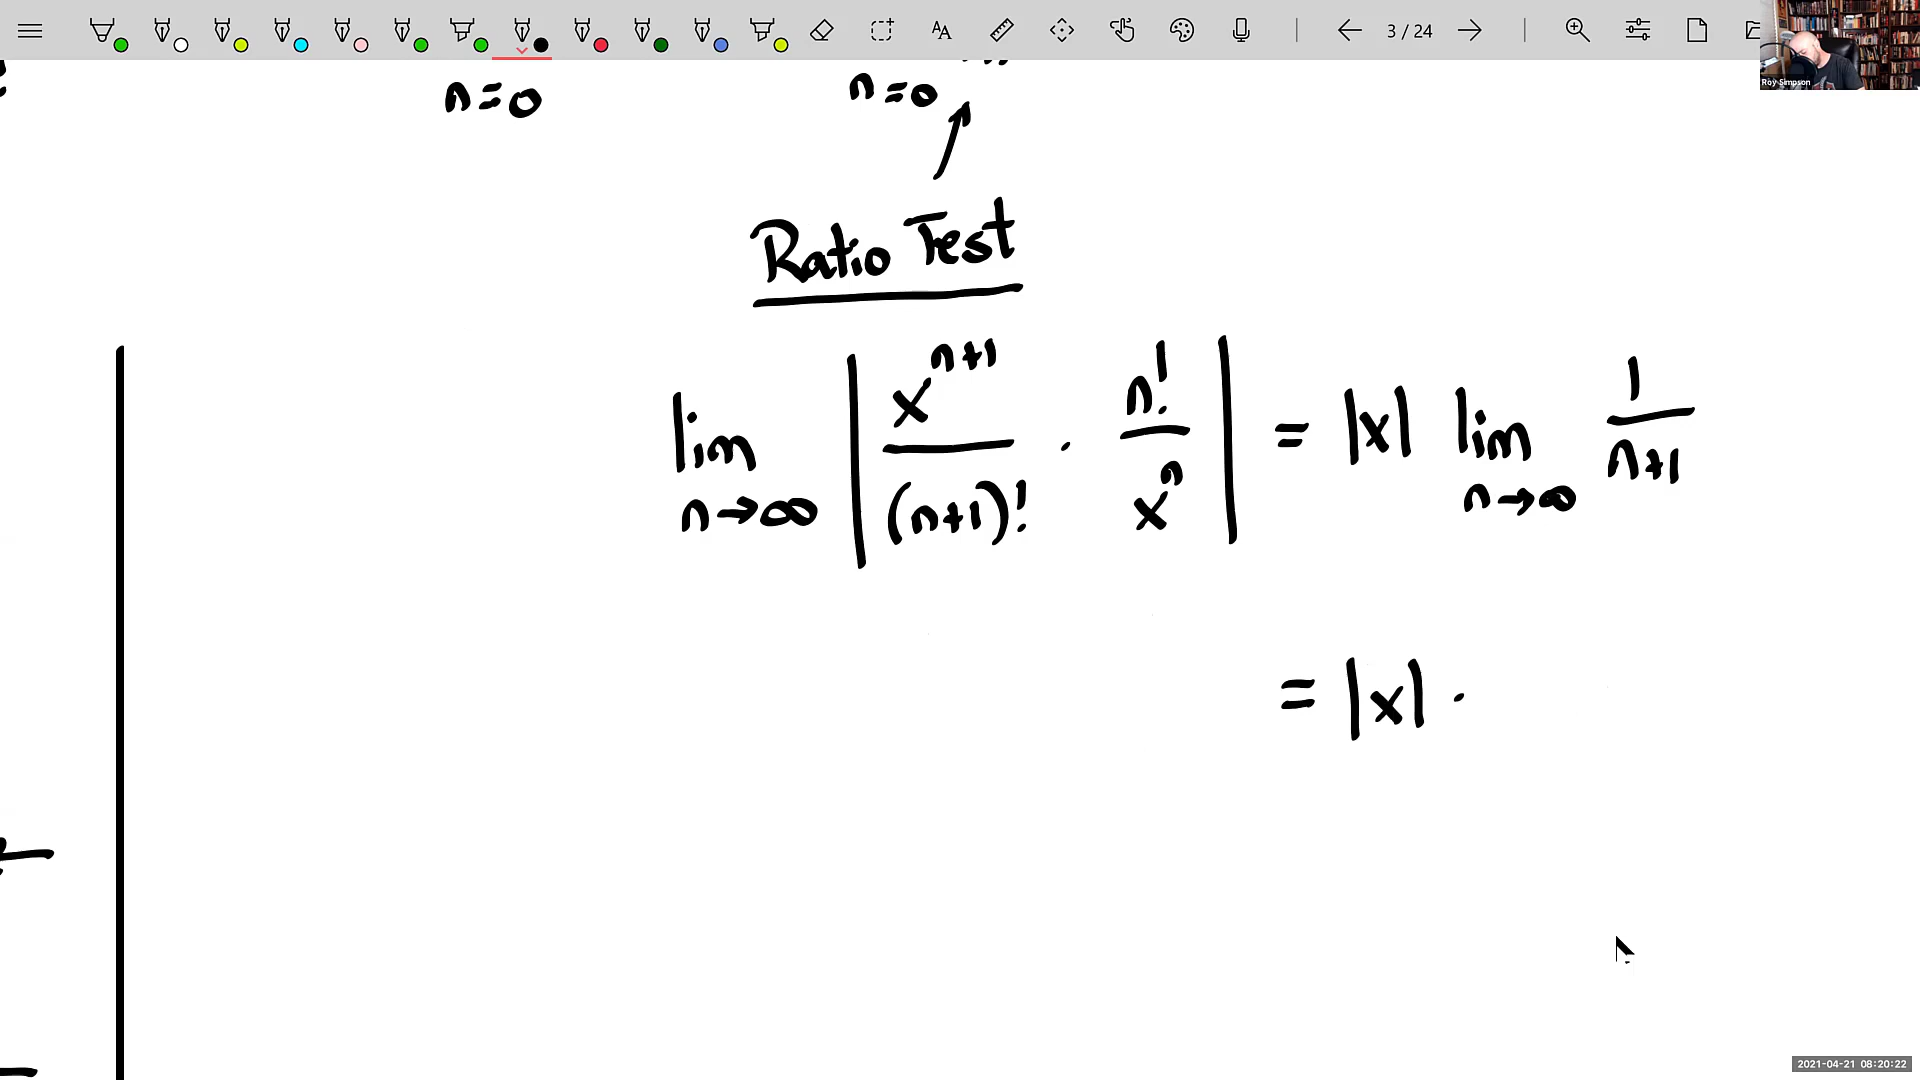 3 / 24
Roy Simpson
n=0 n=0
Ratio Test
lim n→∞ | x^{n+1} / (n+1)! · n! / x^n | = |x| lim n→∞ 1 / n+1
= |x| ·
2021-04-21 08:20:22